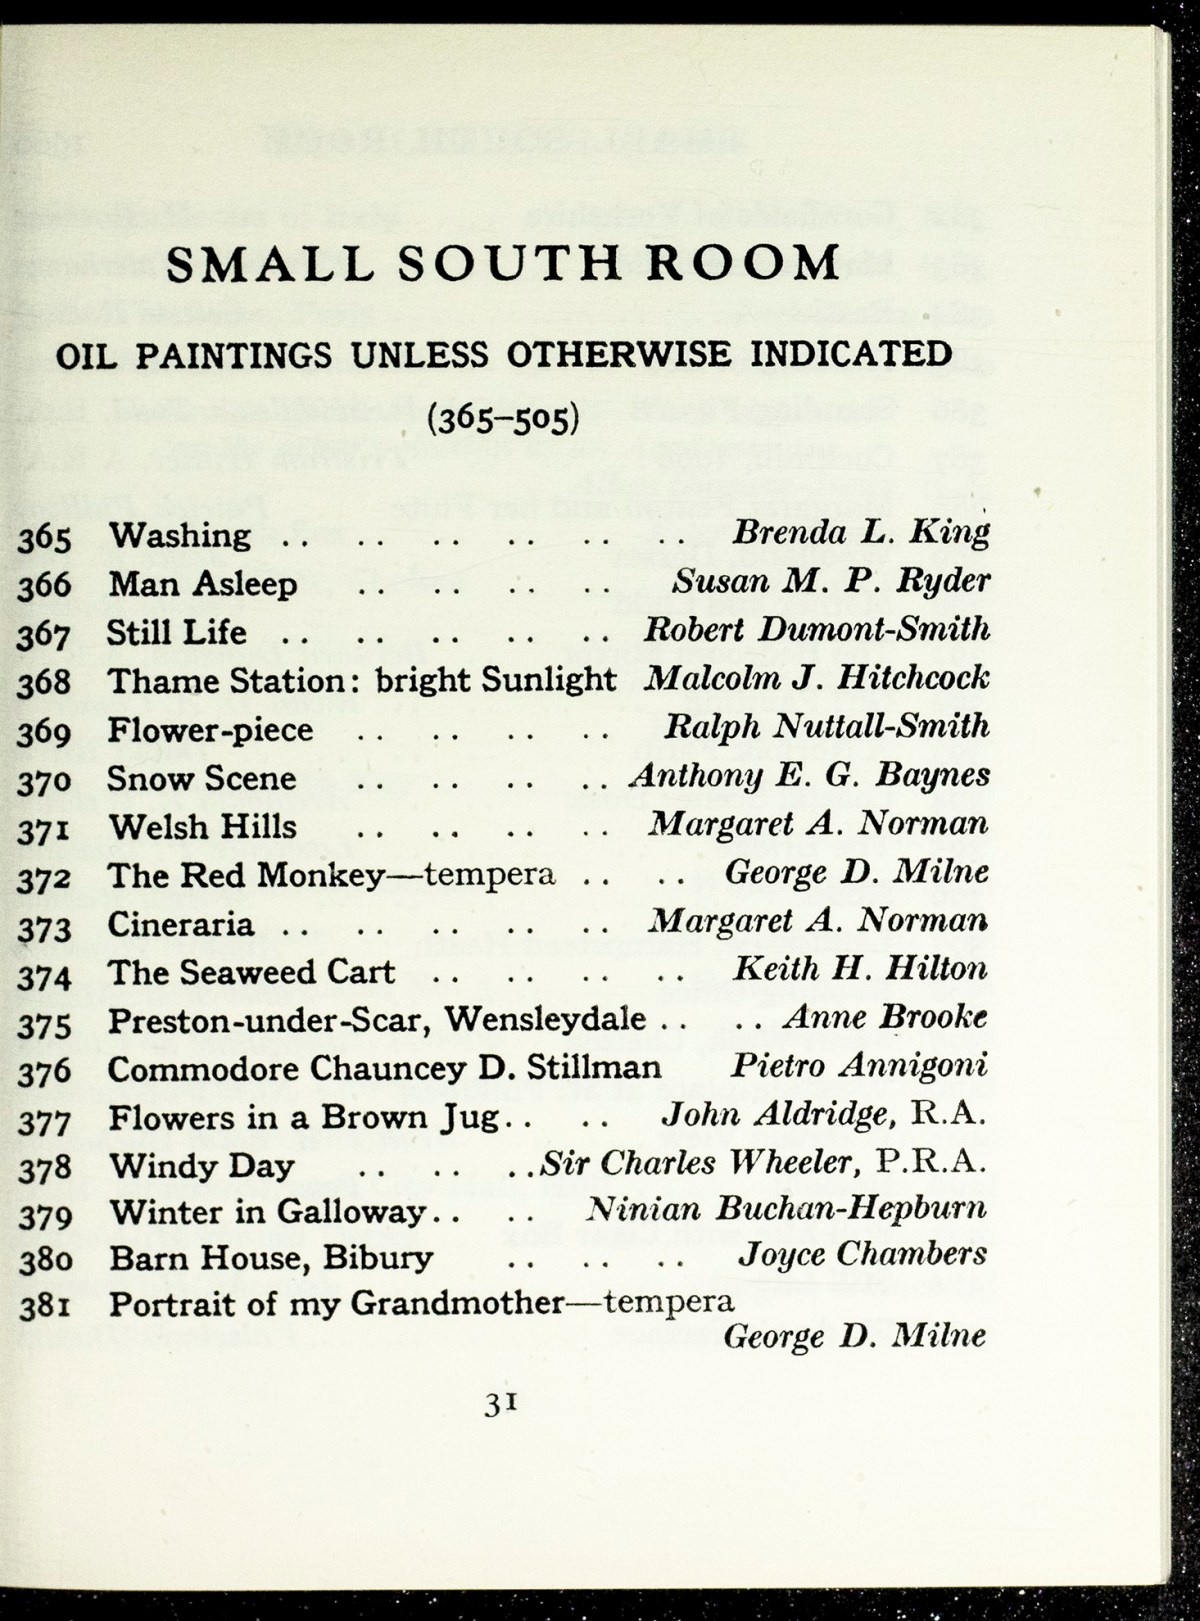 SMALL SOUTH ROOM
OIL PAINTINGS UNLESS OTHERWISE INDICATED
(365–505)
365 Washing .. .. .. .. .. .. Brenda L. King
366 Man Asleep .. .. .. .. Susan M. P. Ryder
367 Still Life .. .. .. .. .. Robert Dumont-Smith
368 Thame Station: bright Sunlight Malcolm J. Hitchcock
369 Flower-piece .. .. .. .. Ralph Nuttall-Smith
370 Snow Scene .. .. .. .. Anthony E. G. Baynes
371 Welsh Hills .. .. .. .. Margaret A. Norman
372 The Red Monkey—tempera .. .. George D. Milne
373 Cineraria .. .. .. .. .. Margaret A. Norman
374 The Seaweed Cart .. .. .. .. Keith H. Hilton
375 Preston-under-Scar, Wensleydale .. .. Anne Brooke
376 Commodore Chauncey D. Stillman Pietro Annigoni
377 Flowers in a Brown Jug .. .. John Aldridge, R.A.
378 Windy Day .. .. .. Sir Charles Wheeler, P.R.A.
379 Winter in Galloway .. .. Ninian Buchan-Hepburn
380 Barn House, Bibury .. .. .. Joyce Chambers
381 Portrait of my Grandmother—tempera
George D. Milne
31